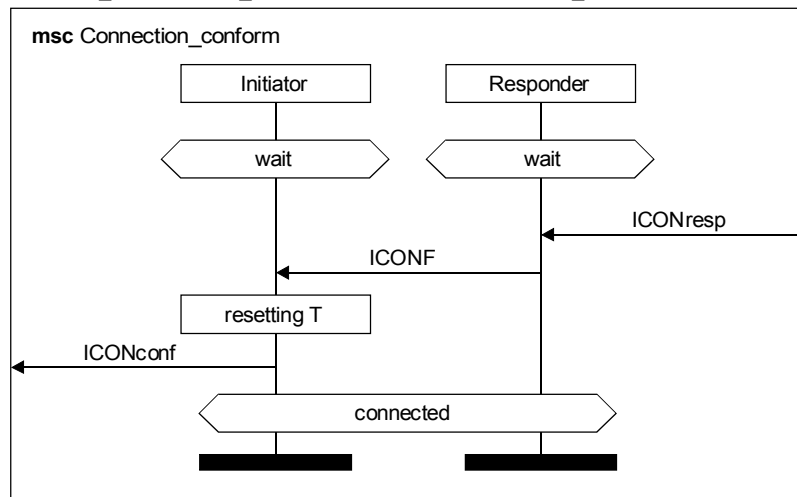 msc Connection_conform
Initiator
Responder
wait
wait
ICONresp
ICONF
resetting T
ICONconf
connected